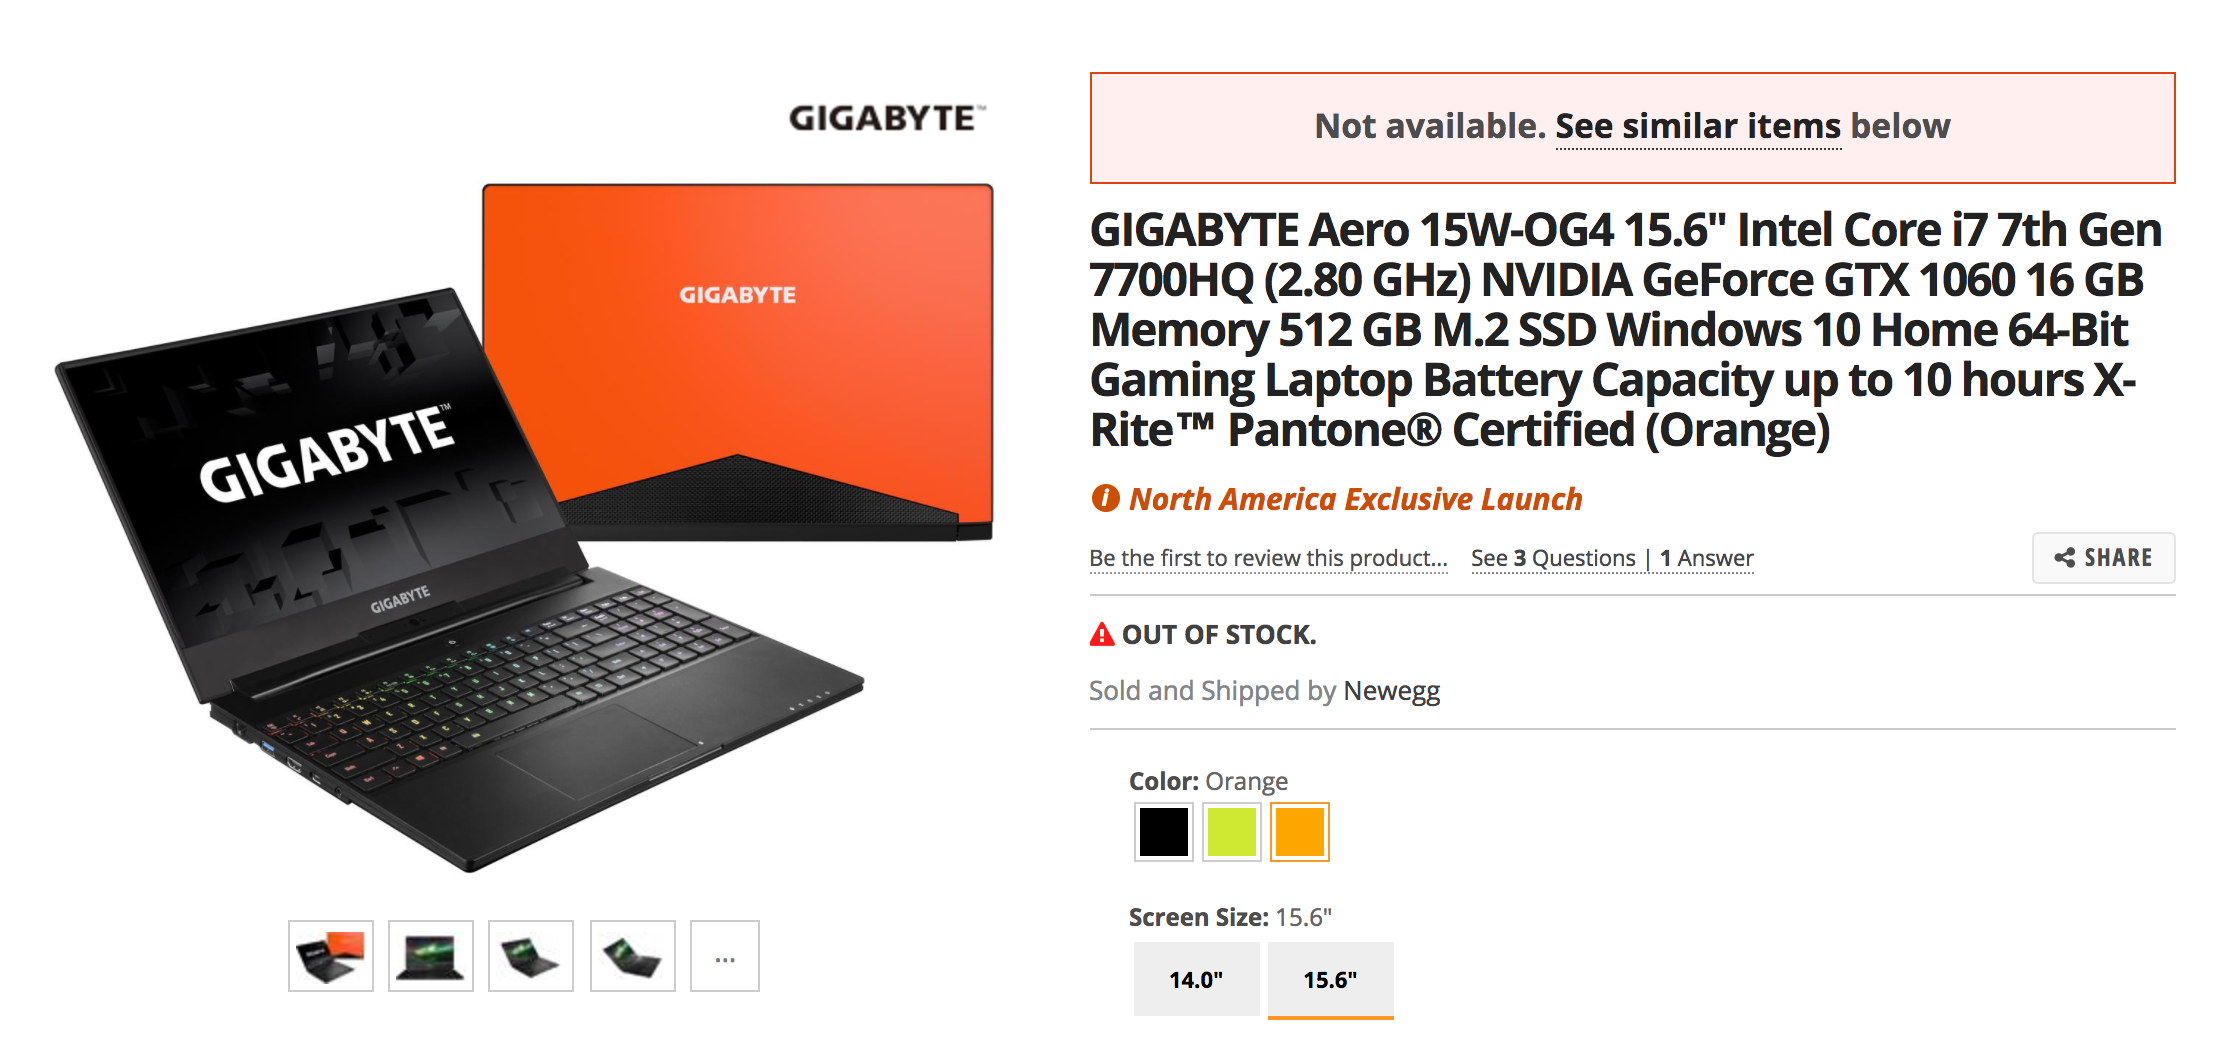 GIGABYTE™
GIGABYTE
GIGABYTE™
GIGABYTE
...
Not available. See similar items below
GIGABYTE Aero 15W-OG4 15.6" Intel Core i7 7th Gen
7700HQ (2.80 GHz) NVIDIA GeForce GTX 1060 16 GB
Memory 512 GB M.2 SSD Windows 10 Home 64-Bit
Gaming Laptop Battery Capacity up to 10 hours X-
Rite™ Pantone® Certified (Orange)
North America Exclusive Launch
Be the first to review this product... See 3 Questions | 1 Answer
SHARE
OUT OF STOCK.
Sold and Shipped by Newegg
Color: Orange
Screen Size: 15.6"
14.0" 15.6"